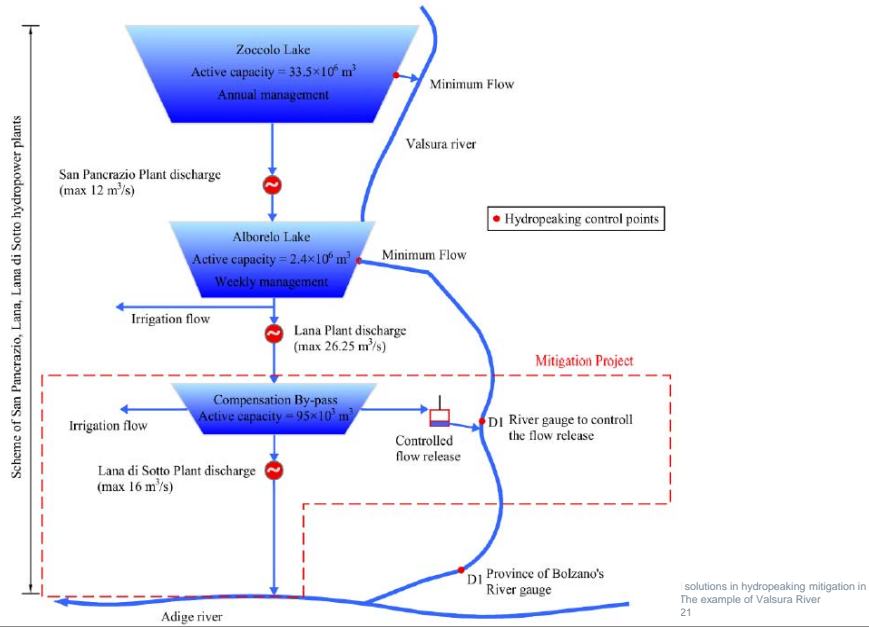 Zoccolo Lake
Active capacity = 33.5×10⁶ m³
Annual management
Minimum Flow
Valsura river
San Pancrazio Plant discharge
(max 12 m³/s)
Hydropeaking control points
Alborelo Lake
Active capacity = 2.4×10⁶ m³
Weekly management
Minimum Flow
Irrigation flow
Lana Plant discharge
(max 26.25 m³/s)
Mitigation Project
Compensation By-pass
Active capacity = 95×10³ m³
Irrigation flow
Controlled
flow release
D1 River gauge to controll
the flow release
Lana di Sotto Plant discharge
(max 16 m³/s)
D1 Province of Bolzano's
River gauge
Adige river
Scheme of San Pancrazio, Lana, Lana di Sotto hydropower plants
solutions in hydropeaking mitigation in
The example of Valsura River
21